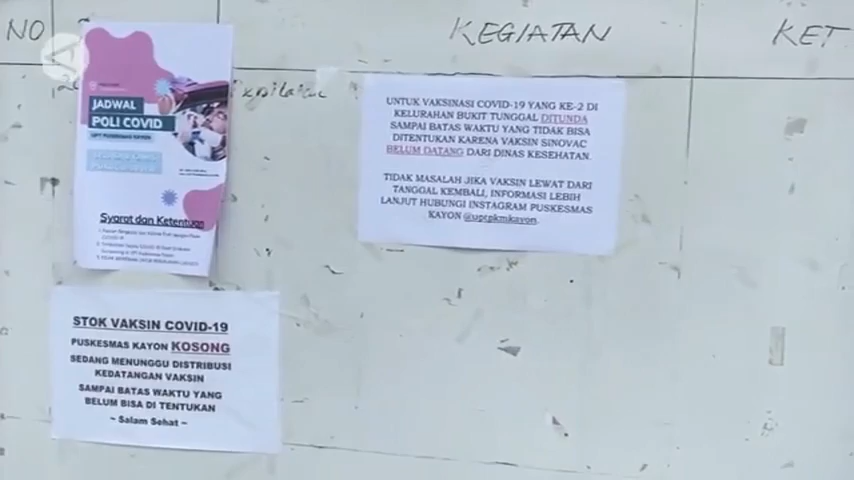 NO
KEGIATAN
KET
JADWAL
POLI COVID
UPT PUSKESMAS KAYON
Syarat dan Ketentuan
UNTUK VAKSINASI COVID-19 YANG KE-2 DI
KELURAHAN BUKIT TUNGGAL DITUNDA
SAMPAI BATAS WAKTU YANG TIDAK BISA
DITENTUKAN KARENA VAKSIN SINOVAC
BELUM DATANG DARI DINAS KESEHATAN.
TIDAK MASALAH JIKA VAKSIN LEWAT DARI
TANGGAL KEMBALI, INFORMASI LEBIH
LANJUT HUBUNGI INSTAGRAM PUSKESMAS
KAYON @uptpkmkayon.
STOK VAKSIN COVID-19
PUSKESMAS KAYON KOSONG
SEDANG MENUNGGU DISTRIBUSI
KEDATANGAN VAKSIN
SAMPAI BATAS WAKTU YANG
BELUM BISA DI TENTUKAN
~ Salam Sehat ~